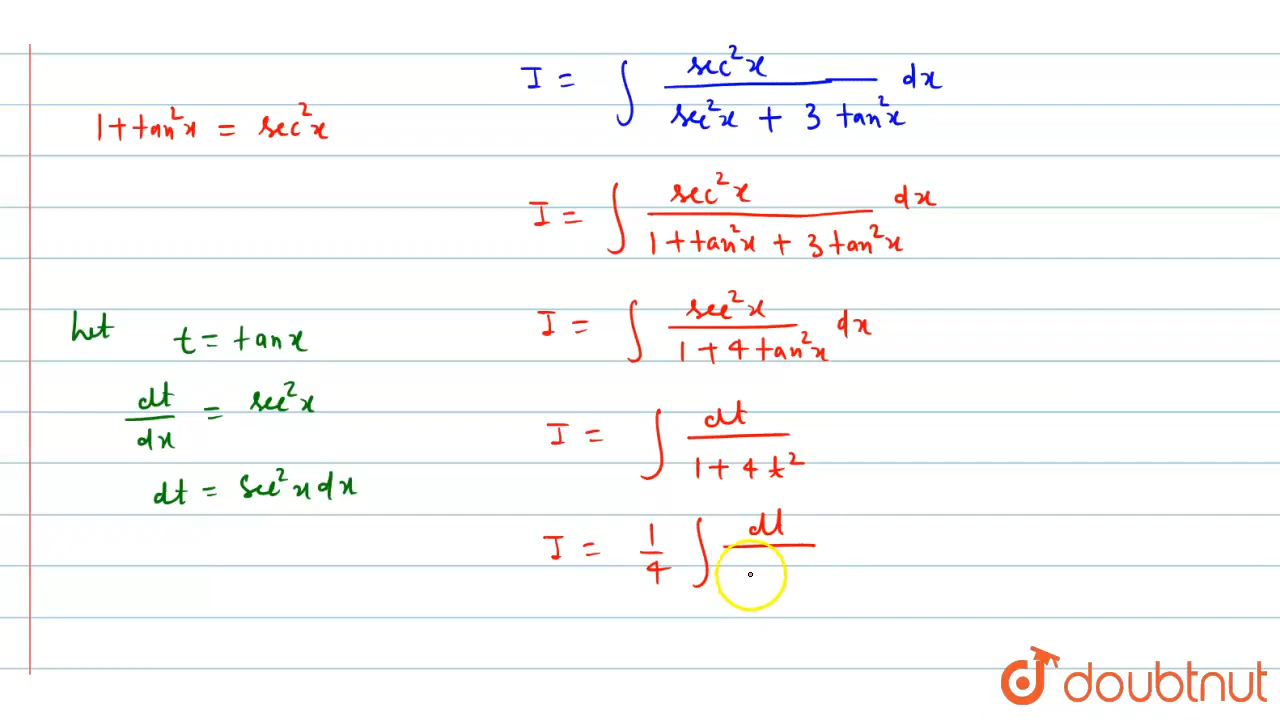 I = ∫ sec²x / (sec²x + 3 tan²x) dx
1 + tan²x = sec²x
I = ∫ sec²x / (1 + tan²x + 3 tan²x) dx
I = ∫ sec²x / (1 + 4 tan²x) dx
Let t = tan x
dt/dx = sec²x
I = ∫ dt / (1 + 4t²)
dt = sec²x dx
I = 1/4 ∫ dt /
doubtnut